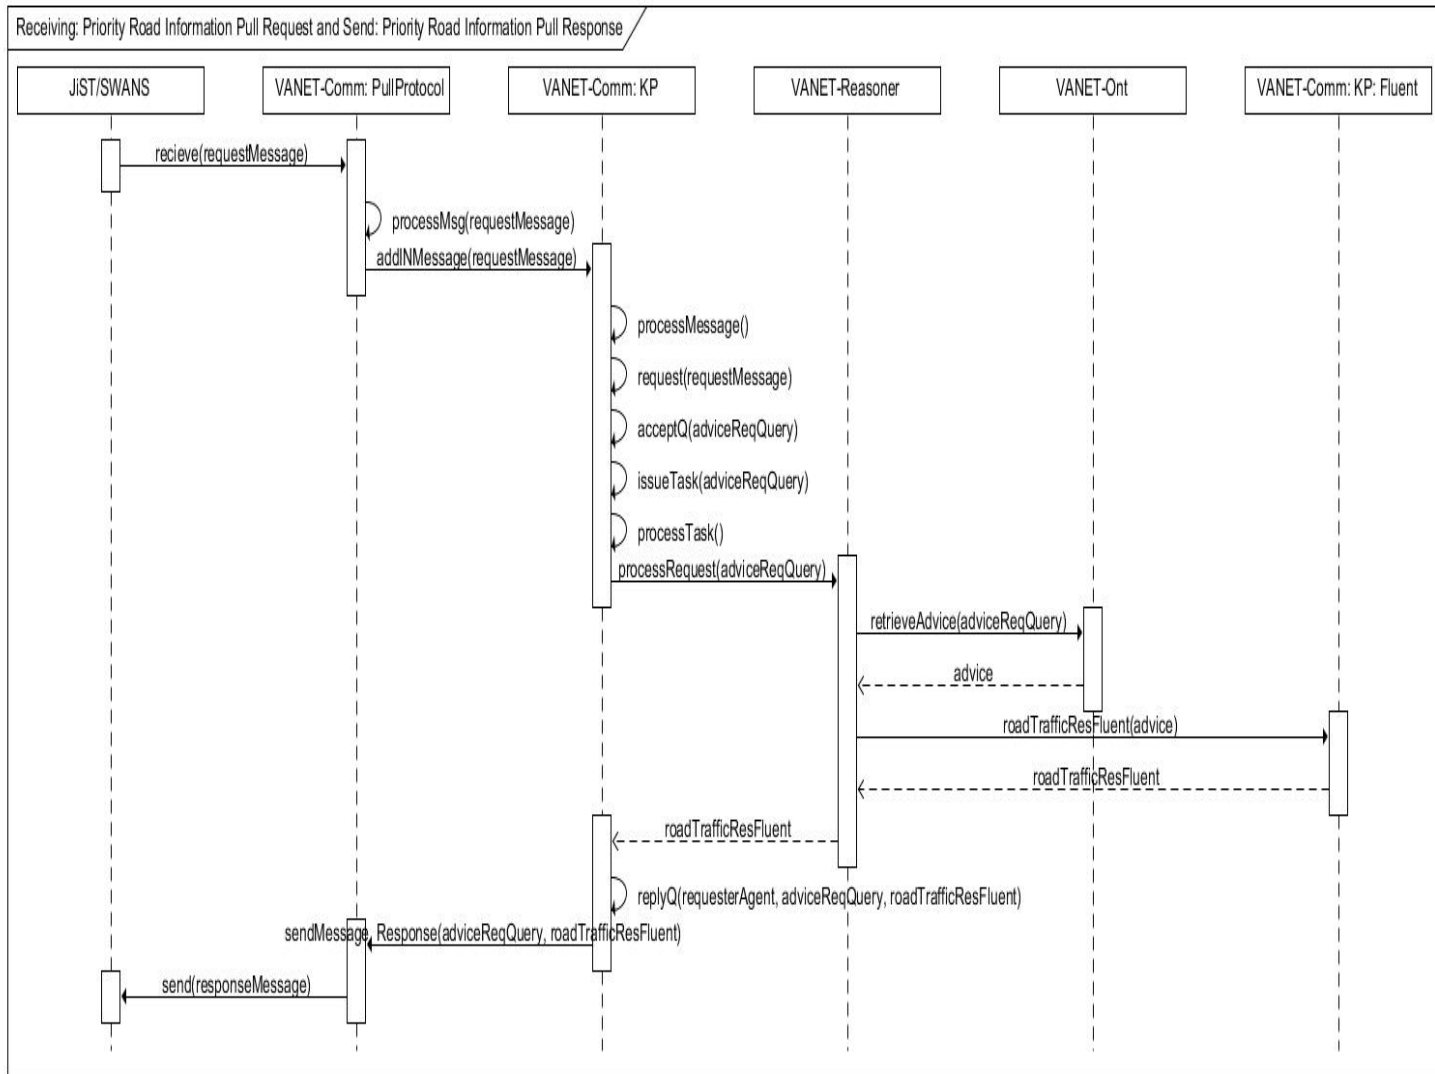 Receiving: Priority Road Information Pull Request and Send: Priority Road Information Pull Response
JiST/SWANS
VANET-Comm: PullProtocol
VANET-Comm: KP
VANET-Reasoner
VANET-Ont
VANET-Comm: KP: Fluent
recieve(requestMessage)
processMsg(requestMessage)
addINMessage(requestMessage)
processMessage()
request(requestMessage)
acceptQ(adviceReqQuery)
issueTask(adviceReqQuery)
processTask()
processRequest(adviceReqQuery)
retrieveAdvice(adviceReqQuery)
advice
roadTrafficResFluent(advice)
roadTrafficResFluent
roadTrafficResFluent
replyQ(requesterAgent, adviceReqQuery, roadTrafficResFluent)
sendMessage_Response(adviceReqQuery, roadTrafficResFluent)
send(responseMessage)